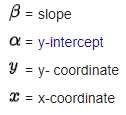 β = slope
α = y-intercept
y = y- coordinate
x = x-coordinate